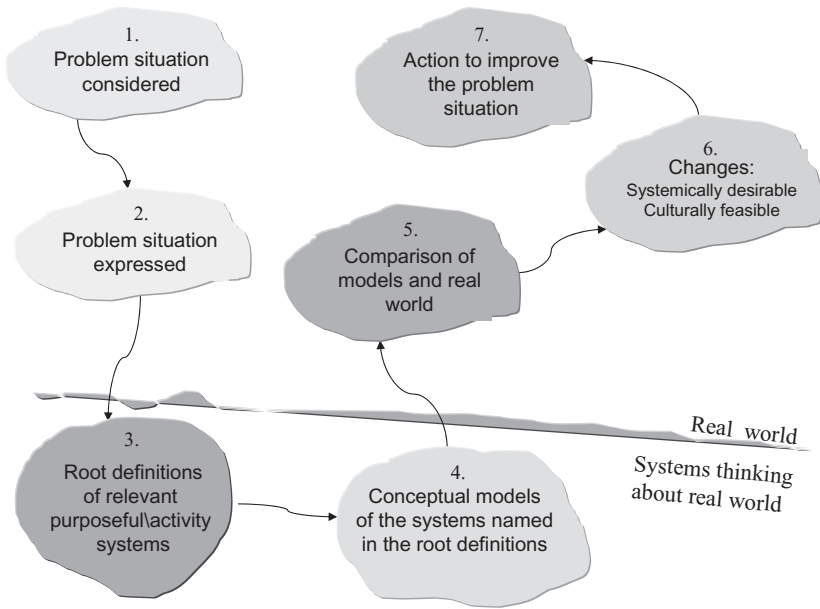 1.
Problem situation
considered
2.
Problem situation
expressed
3.
Root definitions
of relevant
purposeful\activity
systems
4.
Conceptual models
of the systems named
in the root definitions
5.
Comparison of
models and real
world
6.
Changes:
Systemically desirable
Culturally feasible
7.
Action to improve
the problem
situation
Real world
Systems thinking
about real world